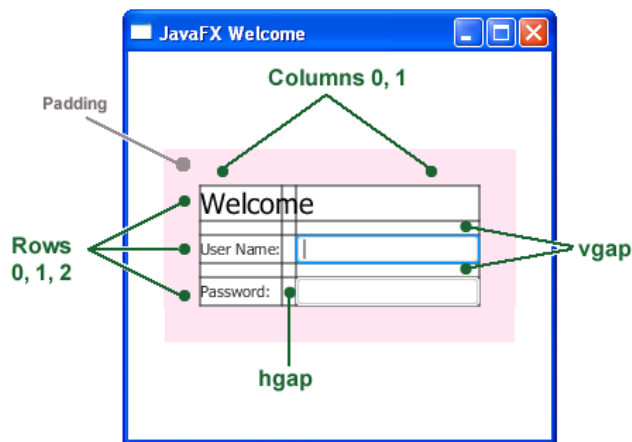 JavaFX Welcome
Columns 0, 1
Padding
Welcome
Rows
0, 1, 2
User Name:
vgap
Password:
hgap